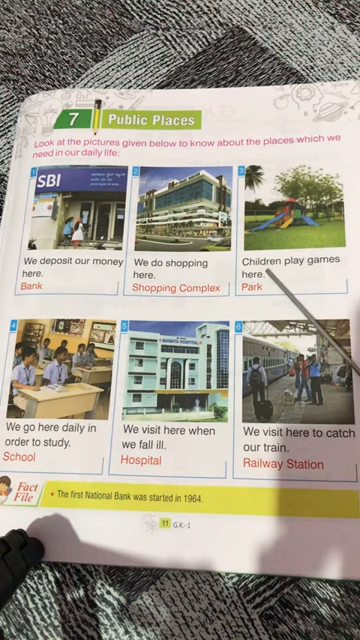 7 Public Places
Look at the pictures given below to know about the places which we
need in our daily life:
1
SBI
2
3
We deposit our money
here.
Bank
We do shopping
here.
Shopping Complex
Children play games
here.
Park
4
5
HOSPITAL
6
We go here daily in
order to study.
School
We visit here when
we fall ill.
Hospital
We visit here to catch
our train.
Railway Station
Fact
File
• The first National Bank was started in 1964.
11 G.K.-1